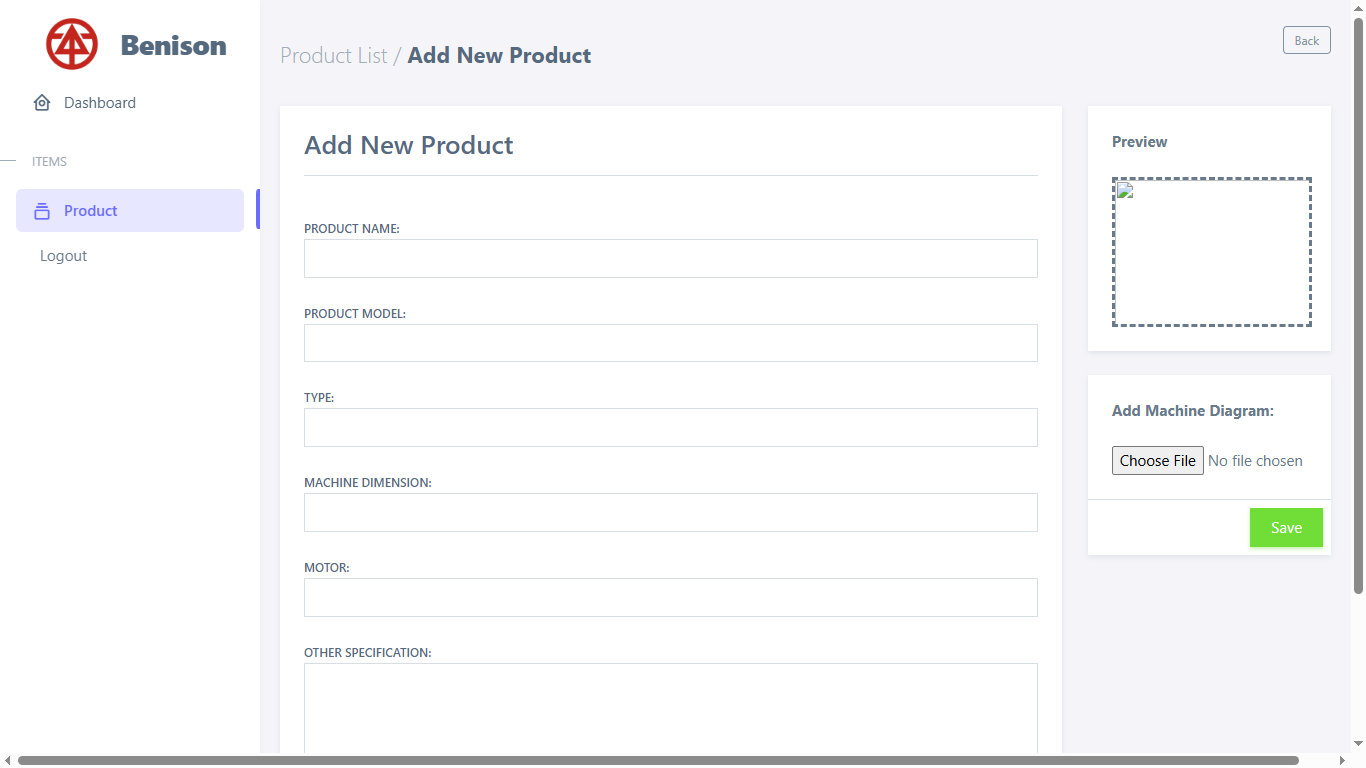 Benison
Dashboard
ITEMS
Product
Logout
Product List / Add New Product
Back
Add New Product
PRODUCT NAME:
PRODUCT MODEL:
TYPE:
MACHINE DIMENSION:
MOTOR:
OTHER SPECIFICATION:
Preview
Add Machine Diagram:
Choose File No file chosen
Save